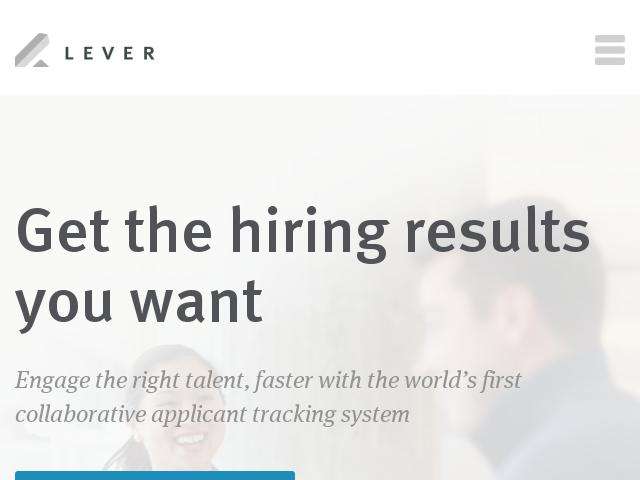 LEVER
Get the hiring results
you want
Engage the right talent, faster with the world’s first
collaborative applicant tracking system